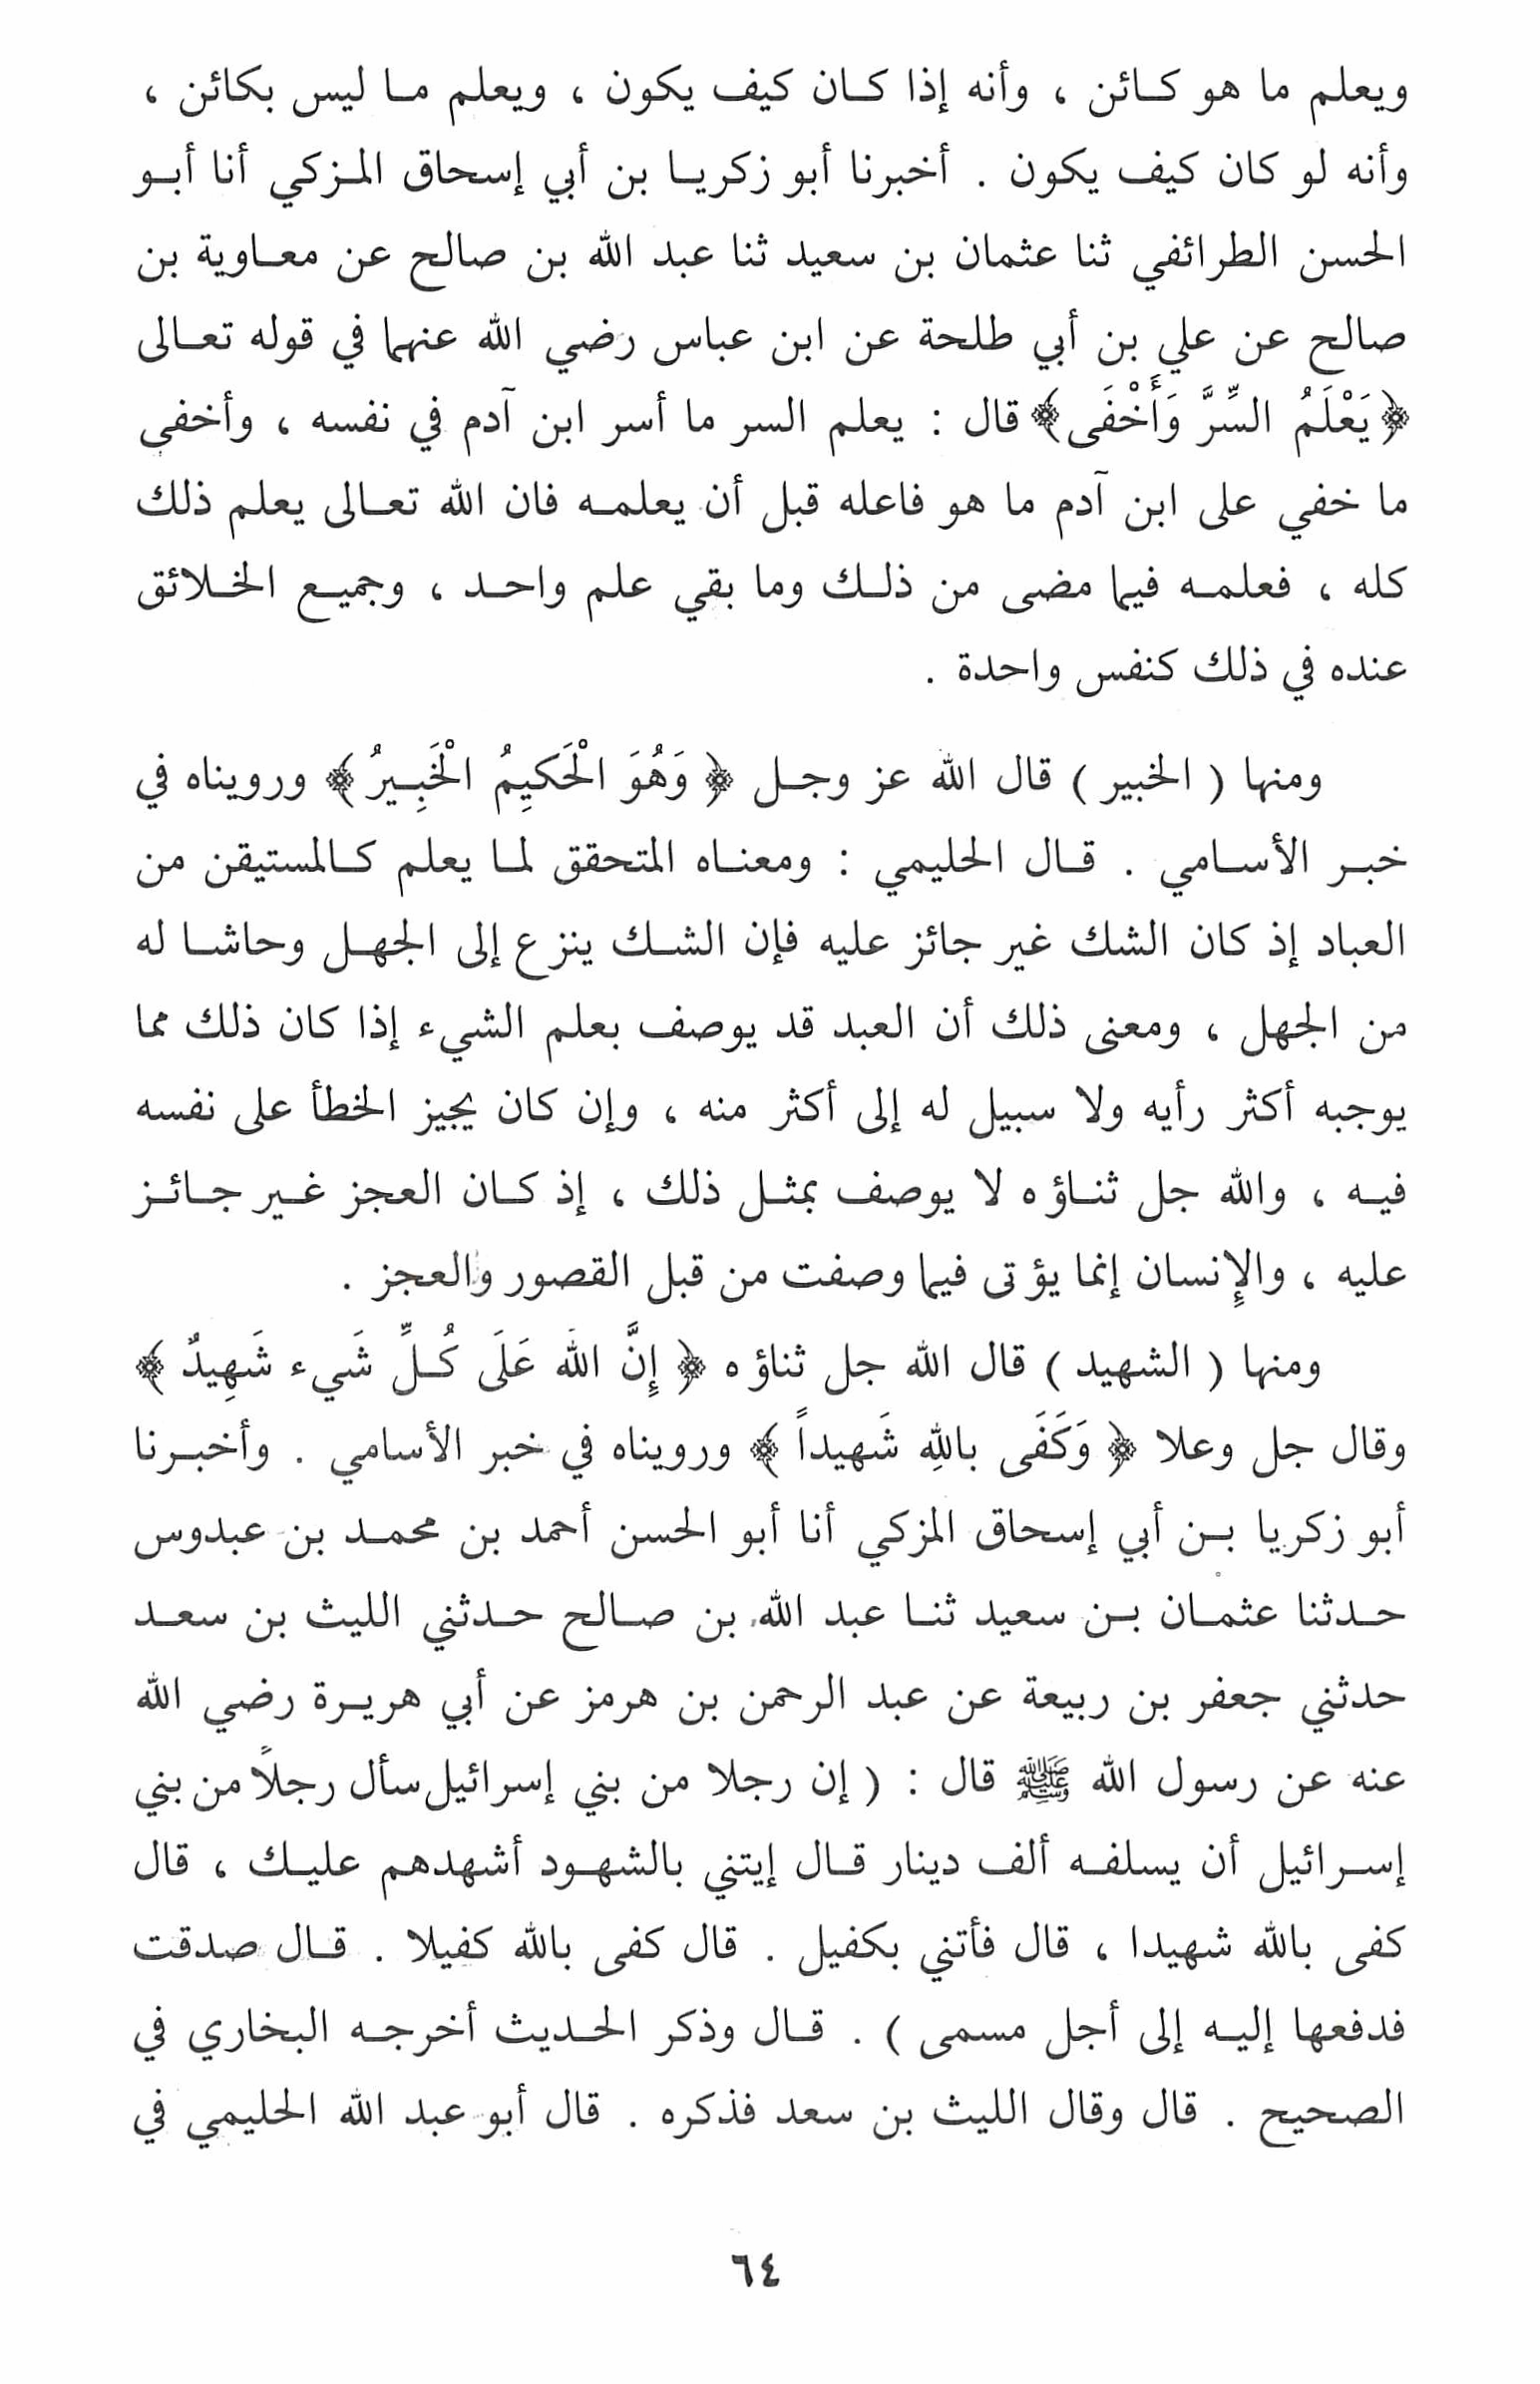 ويعلم ما هو كائن ، وأنه إذا كان كيف يكون ، ويعلم ما ليس بكائن ،
وأنه لو كان كيف يكون . أخبرنا أبو زكريا بن أبي إسحاق المزكي أنا أبو
الحسن الطرائفي ثنا عثمان بن سعيد ثنا عبد الله بن صالح عن معاوية بن
صالح عن علي بن أبي طلحة عن ابن عباس رضي الله عنهما في قوله تعالى
﴿يَعْلَمُ السِّرَّ وَأَخْفَى﴾ قال : يعلم السر ما أسر ابن آدم في نفسه ، وأخفى
ما خفي على ابن آدم ما هو فاعله قبل أن يعلمه فان الله تعالى يعلم ذلك
كله ، فعلمه فيما مضى من ذلك وما بقي علم واحد ، وجميع الخلائق
عنده في ذلك كنفس واحدة .
ومنها ( الخبير ) قال الله عز وجل ﴿ وَهُوَ الْحَكيِمُ الْخَبِيرُ ﴾ ورويناه في
خبر الأسامي . قال الحليمي : ومعناه المتحقق لما يعلم كالمستيقن من
العباد إذ كان الشك غير جائز عليه فإن الشك ينزع إلى الجهل وحاشا له
من الجهل ، ومعنى ذلك أن العبد قد يوصف بعلم الشيء إذا كان ذلك مما
يوجبه أكثر رأيه ولا سبيل له إلى أكثر منه ، وإن كان يجيز الخطأ على نفسه
فيه ، والله جل ثناؤه لا يوصف بمثل ذلك ، إذ كان العجز غير جائز
عليه ، والإنسان إنما يؤتى فيما وصفت من قبل القصور والعجز .
ومنها ( الشهيد ) قال الله جل ثناؤه ﴿ إِنَّ الله عَلَى كُلِّ شَيء شَهِيدٌ ﴾
وقال جل وعلا ﴿ وَكَفَى باللهِ شَهيداً ﴾ ورويناه في خبر الأسامي . وأخبرنا
أبو زكريا بن أبي إسحاق المزكي أنا أبو الحسن أحمد بن محمد بن عبدوس
حدثنا عثمان بن سعيد ثنا عبد الله بن صالح حدثني الليث بن سعد
حدثني جعفر بن ربيعة عن عبد الرحمن بن هرمز عن أبي هريرة رضي الله
عنه عن رسول الله ﷺ قال : ( إن رجلا من بني إسرائيل سأل رجلاً من بني
إسرائيل أن يسلفه ألف دينار قال إيتني بالشهود أشهدهم عليك ، قال
كفى بالله شهيدا ، قال فأتني بكفيل . قال كفى بالله كفيلا . قال صدقت
فدفعها إليه إلى أجل مسمى ) . قال وذكر الحديث أخرجه البخاري في
الصحيح . قال وقال الليث بن سعد فذكره . قال أبو عبد الله الحليمي في
٦٤